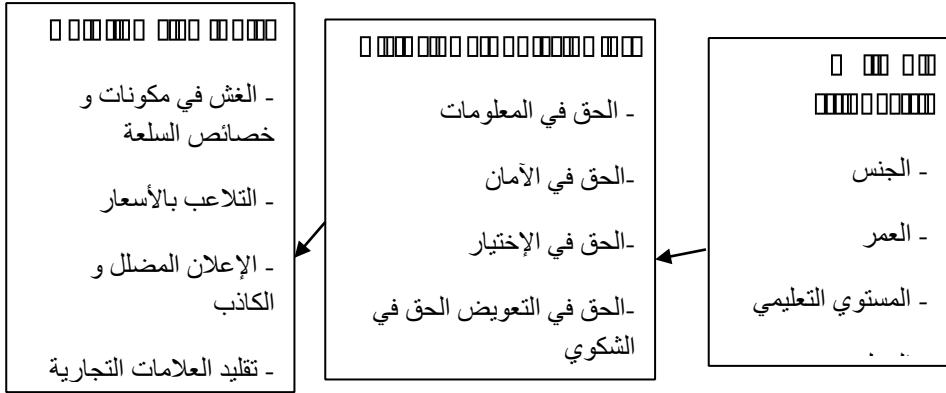 - الجنس
- العمر
- المستوي التعليمي
- الحق في المعلومات
-الحق في الآمان
-الحق في الإختيار
-الحق في التعويض الحق في
الشكوي
- الغش في مكونات و
خصائص السلعة
- التلاعب بالأسعار
- الإعلان المضلل و
الكاذب
- تقليد العلامات التجارية